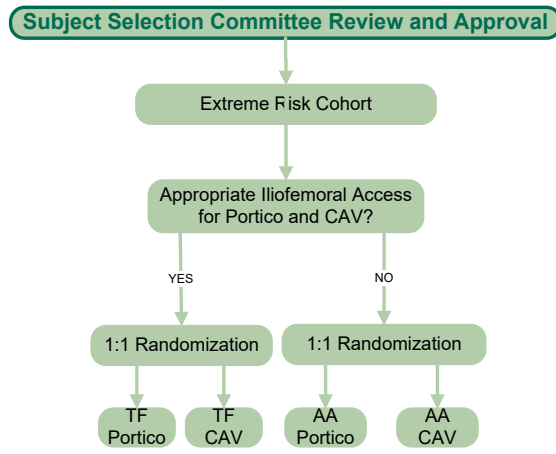 Subject Selection Committee Review and Approval
Extreme Risk Cohort
Appropriate Iliofemoral Access
for Portico and CAV?
YES
NO
1:1 Randomization
1:1 Randomization
TF
Portico
TF
CAV
AA
Portico
AA
CAV